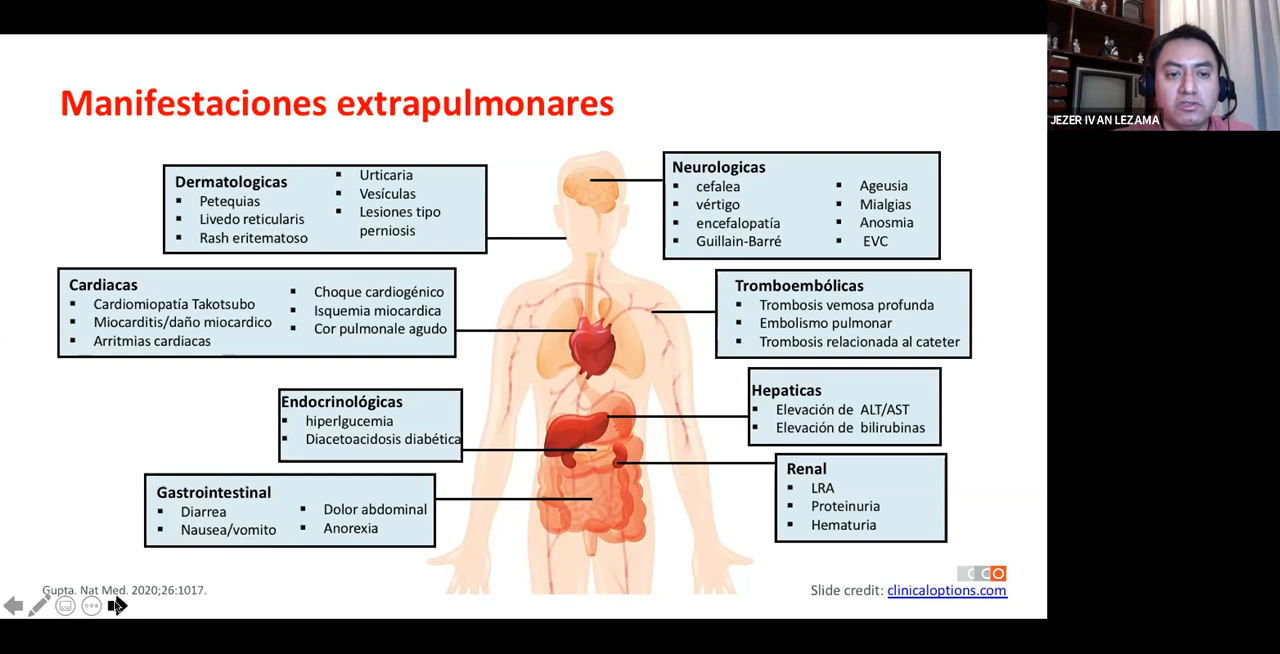 Manifestaciones extrapulmonares
JEZER IVAN LEZAMA
Dermatologicas
▪ Petequias
▪ Livedo reticularis
▪ Rash eritematoso
▪ Urticaria
▪ Vesículas
▪ Lesiones tipo
perniosis
Neurologicas
▪ cefalea
▪ vértigo
▪ encefalopatía
▪ Guillain-Barré
▪ Ageusia
▪ Mialgias
▪ Anosmia
▪ EVC
Cardiacas
▪ Cardiomiopatía Takotsubo
▪ Miocarditis/daño miocardico
▪ Arritmias cardiacas
▪ Choque cardiogénico
▪ Isquemia miocardica
▪ Cor pulmonale agudo
Tromboembólicas
▪ Trombosis vemosa profunda
▪ Embolismo pulmonar
▪ Trombosis relacionada al cateter
Endocrinológicas
▪ hiperlgucemia
▪ Diacetoacidosis diabética
Hepaticas
▪ Elevación de ALT/AST
▪ Elevación de bilirubinas
Gastrointestinal
▪ Diarrea
▪ Nausea/vomito
▪ Dolor abdominal
▪ Anorexia
Renal
▪ LRA
▪ Proteinuria
▪ Hematuria
Gupta. Nat Med. 2020;26:1017.
CCO
Slide credit: clinicaloptions.com